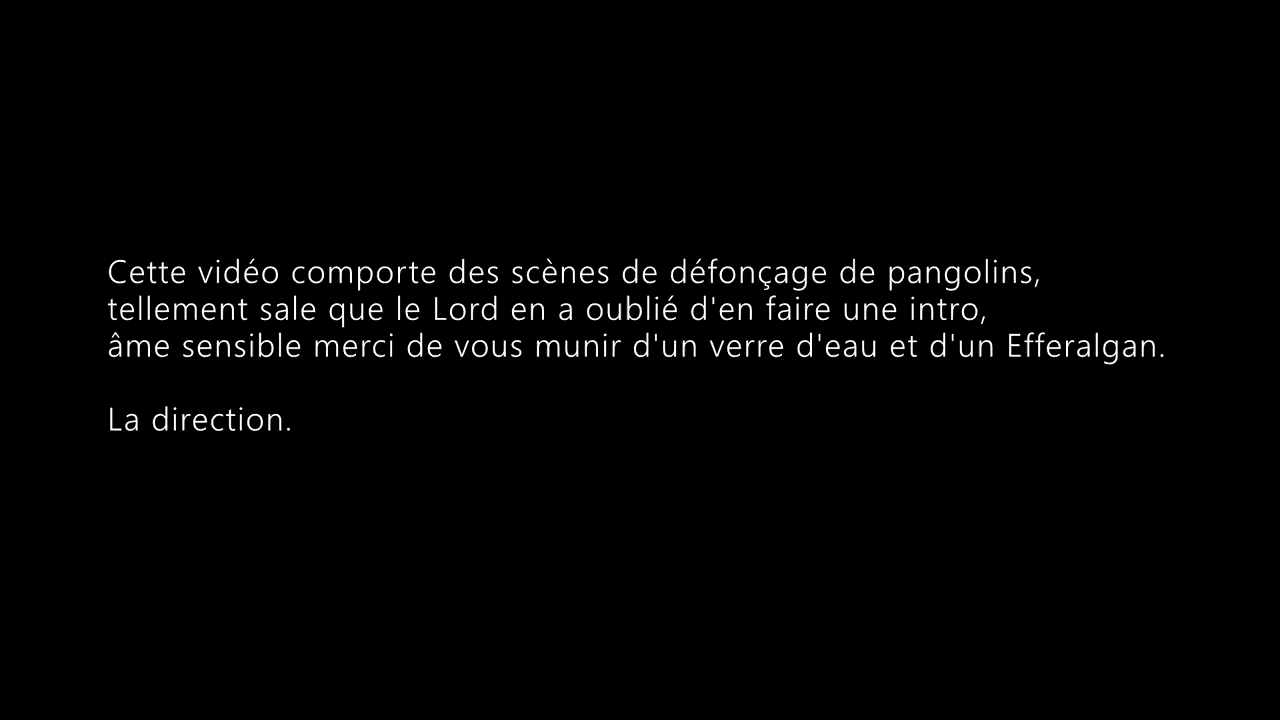 Cette vidéo comporte des scènes de défonçage de pangolins,
tellement sale que le Lord en a oublié d'en faire une intro,
âme sensible merci de vous munir d'un verre d'eau et d'un Efferalgan.
La direction.